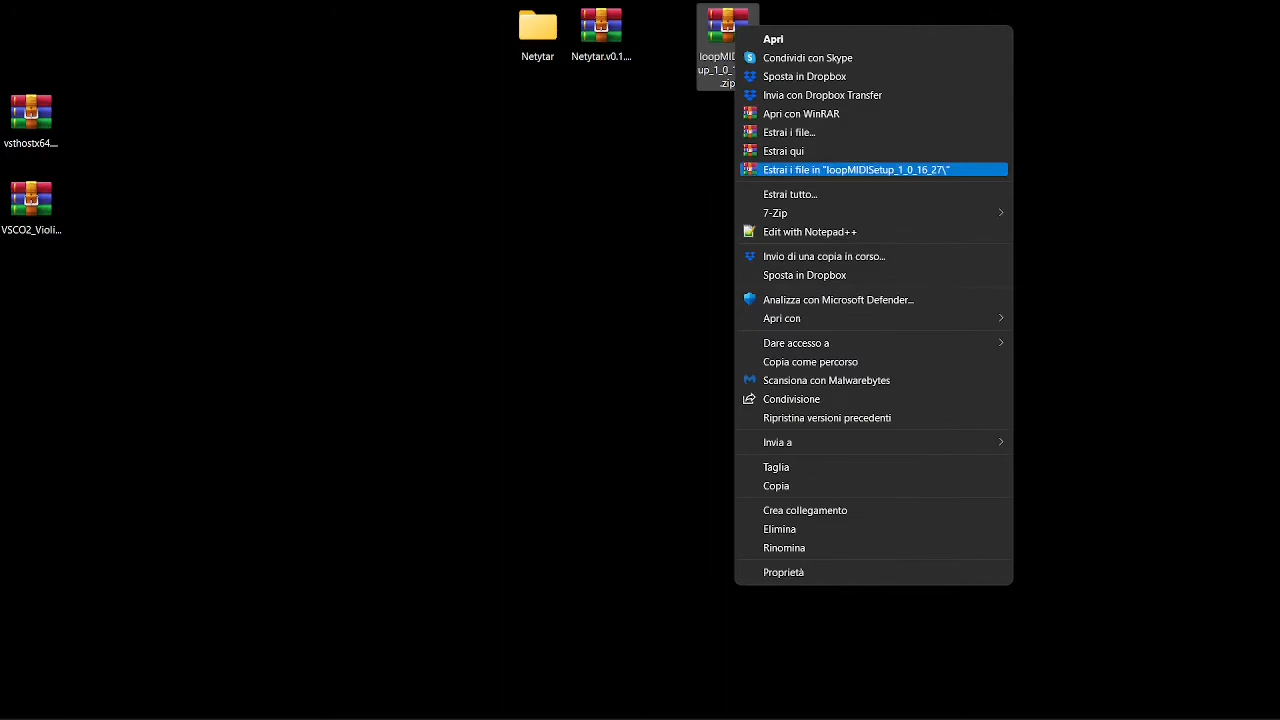 Netytar
Netytar.v0.1....
loopMIDI
up_1_0_1
.zip
vsthostx64....
VSCO2_Violi...
Apri
Condividi con Skype
Sposta in Dropbox
Invia con Dropbox Transfer
Apri con WinRAR
Estrai i file...
Estrai qui
Estrai i file in "loopMIDISetup_1_0_16_27\"
Estrai tutto...
7-Zip
Edit with Notepad++
Invio di una copia in corso...
Sposta in Dropbox
Analizza con Microsoft Defender...
Apri con
Dare accesso a
Copia come percorso
Scansiona con Malwarebytes
Condivisione
Ripristina versioni precedenti
Invia a
Taglia
Copia
Crea collegamento
Elimina
Rinomina
Proprietà